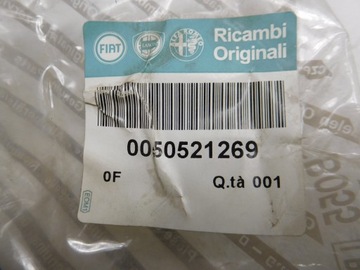 FIAT
Ricambi
Originali
0050521269
0F
Q.tà 001